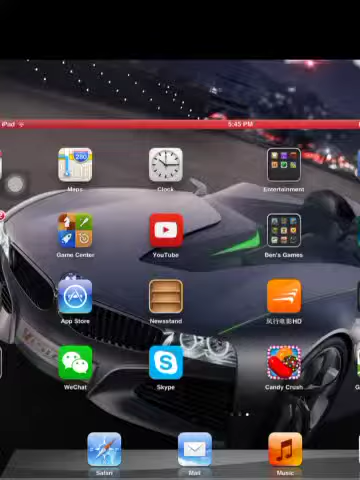 iPad 5:45 PM
Maps Clock Entertainment
280
Game Center YouTube Ben's Games
App Store Newsstand 风行电影HD
WeChat Skype Candy Crush
Safari Mail Music